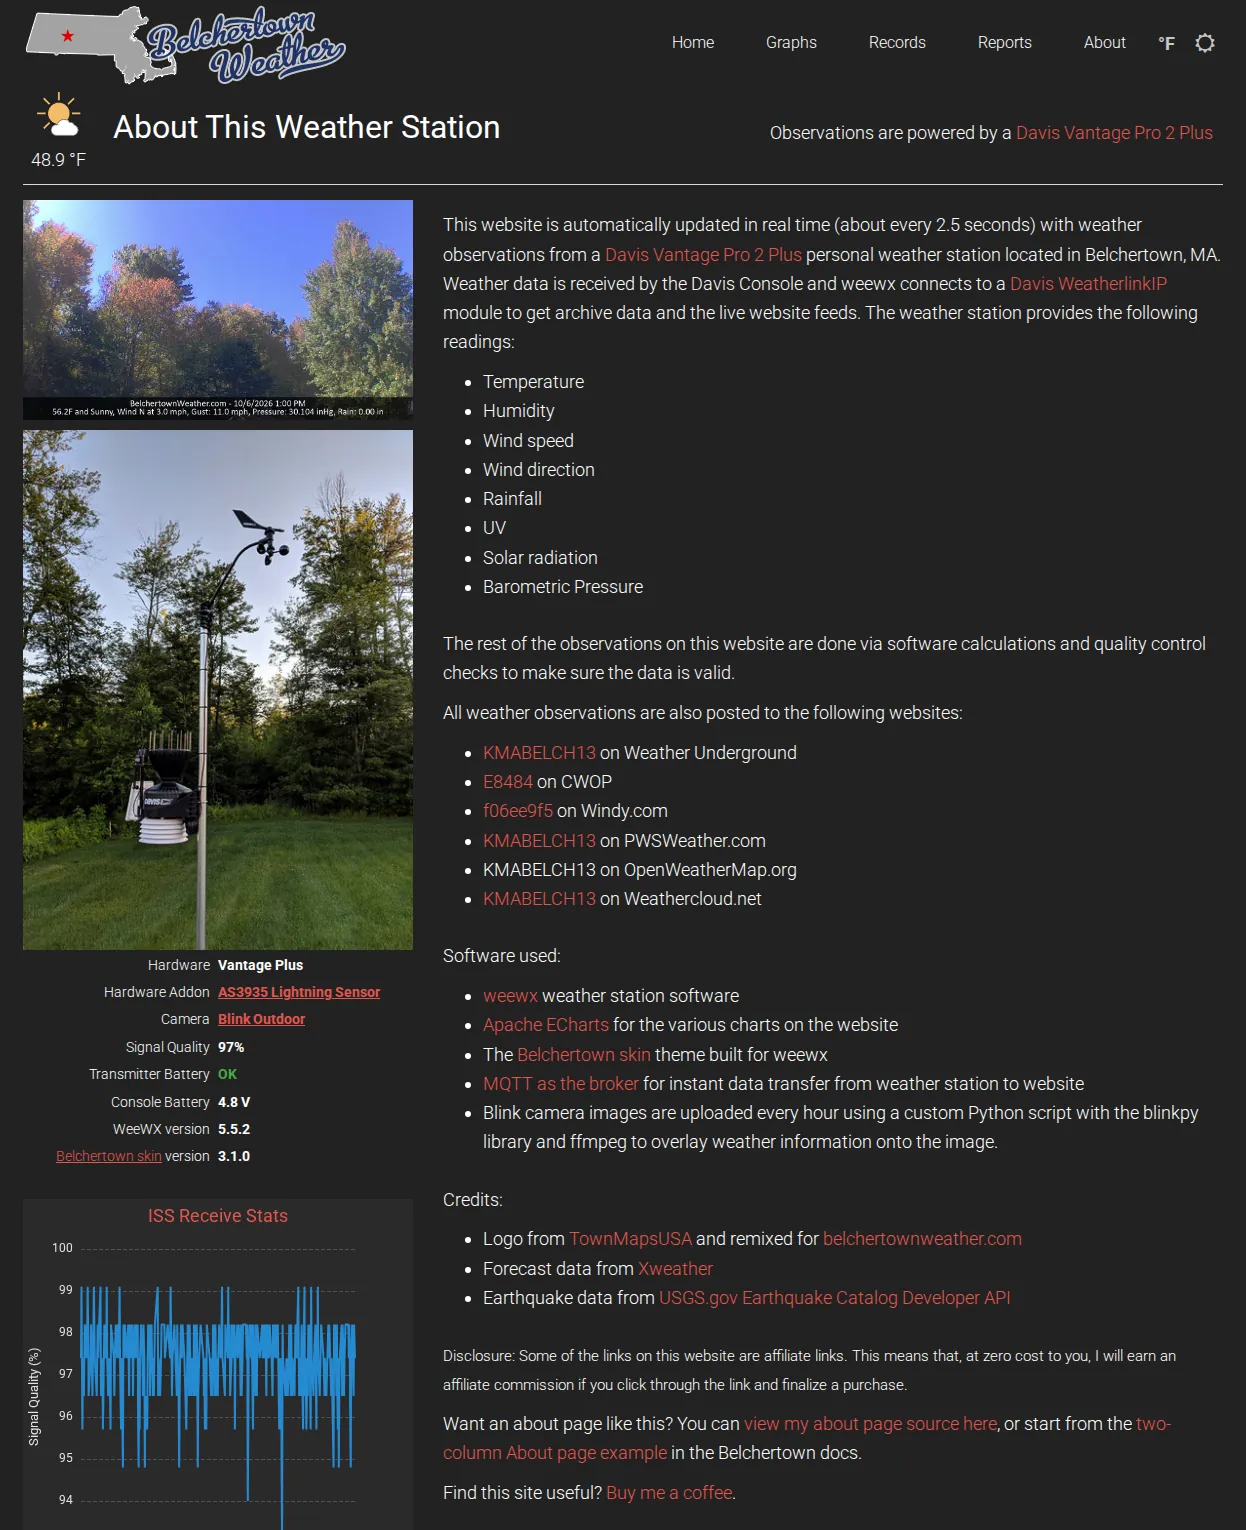 Belchertown
Weather
Home Graphs Records Reports About °F
About This Weather Station
48.9 °F
Observations are powered by a Davis Vantage Pro 2 Plus
BelchertownWeather.com - 10/6/2026 1:00 PM
56.2F and Sunny, Wind N at 3.0 mph, Gust: 11.0 mph, Pressure: 30.104 inHg, Rain: 0.00 in
DAVIS
Hardware Vantage Plus
Hardware Addon AS3935 Lightning Sensor
Camera Blink Outdoor
Signal Quality 97%
Transmitter Battery OK
Console Battery 4.8 V
WeeWX version 5.5.2
Belchertown skin version 3.1.0
ISS Receive Stats
100
99
98
97
96
95
94
Signal Quality (%)
This website is automatically updated in real time (about every 2.5 seconds) with weather
observations from a Davis Vantage Pro 2 Plus personal weather station located in Belchertown, MA.
Weather data is received by the Davis Console and weewx connects to a Davis WeatherlinkIP
module to get archive data and the live website feeds. The weather station provides the following
readings:
Temperature
Humidity
Wind speed
Wind direction
Rainfall
UV
Solar radiation
Barometric Pressure
The rest of the observations on this website are done via software calculations and quality control
checks to make sure the data is valid.
All weather observations are also posted to the following websites:
KMABELCH13 on Weather Underground
E8484 on CWOP
f06ee9f5 on Windy.com
KMABELCH13 on PWSWeather.com
KMABELCH13 on OpenWeatherMap.org
KMABELCH13 on Weathercloud.net
Software used:
weewx weather station software
Apache ECharts for the various charts on the website
The Belchertown skin theme built for weewx
MQTT as the broker for instant data transfer from weather station to website
Blink camera images are uploaded every hour using a custom Python script with the blinkpy
library and ffmpeg to overlay weather information onto the image.
Credits:
Logo from TownMapsUSA and remixed for belchertownweather.com
Forecast data from Xweather
Earthquake data from USGS.gov Earthquake Catalog Developer API
Disclosure: Some of the links on this website are affiliate links. This means that, at zero cost to you, I will earn an
affiliate commission if you click through the link and finalize a purchase.
Want an about page like this? You can view my about page source here, or start from the two-
column About page example in the Belchertown docs.
Find this site useful? Buy me a coffee.